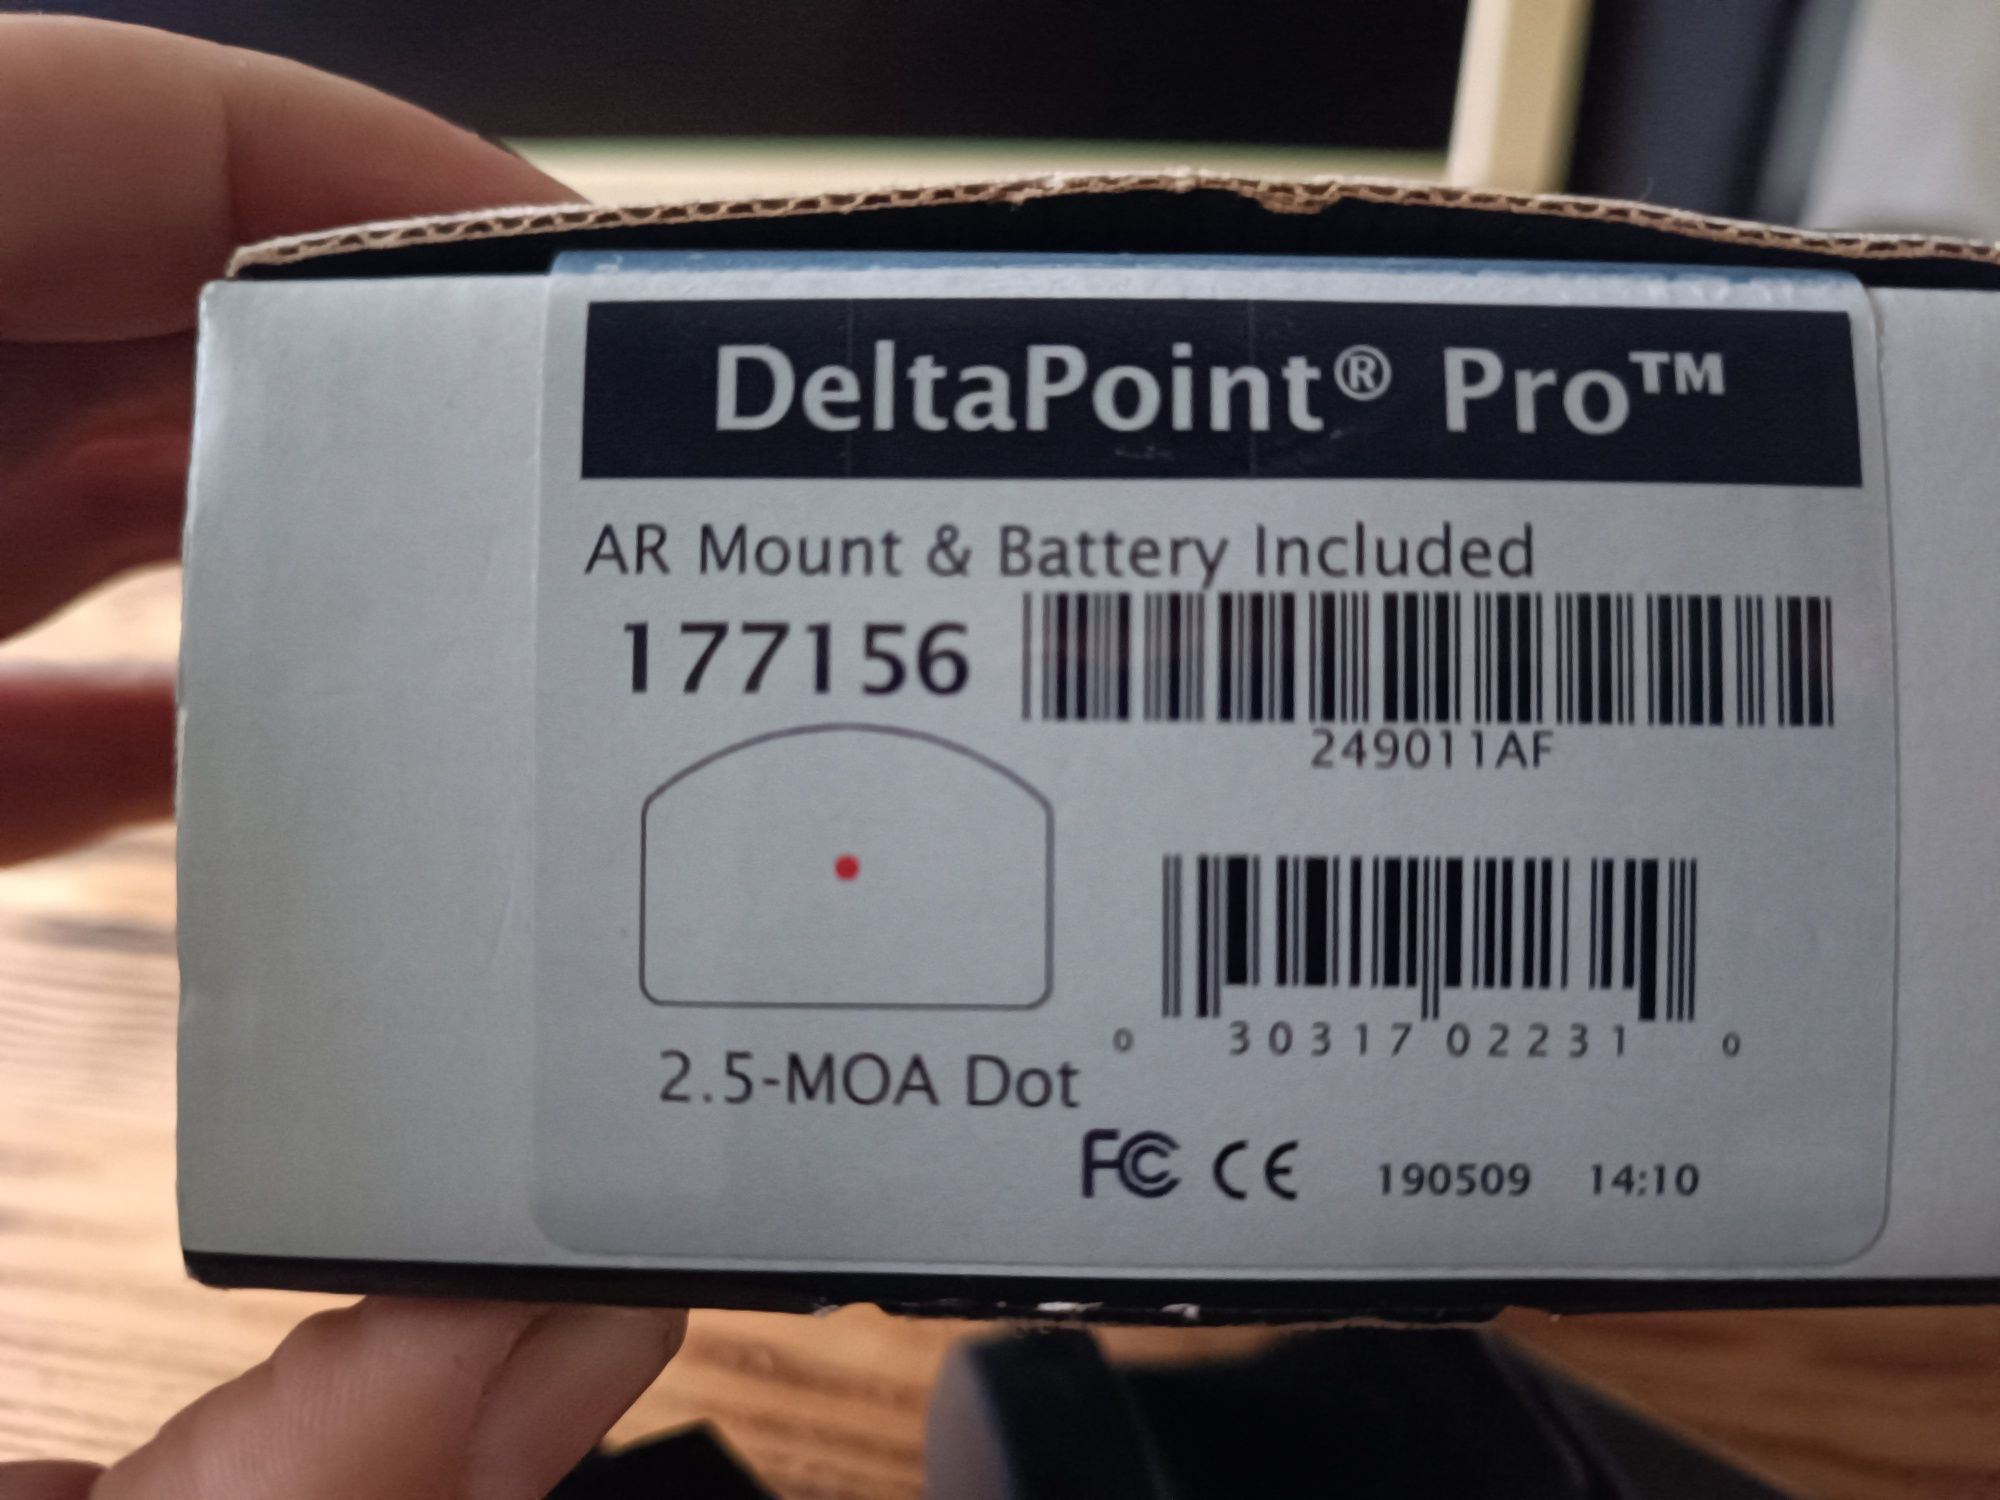 DeltaPoint® Pro™
AR Mount & Battery Included
177156
249011AF
0 30317 02231 0
2.5-MOA Dot
FC CE 190509 14:10